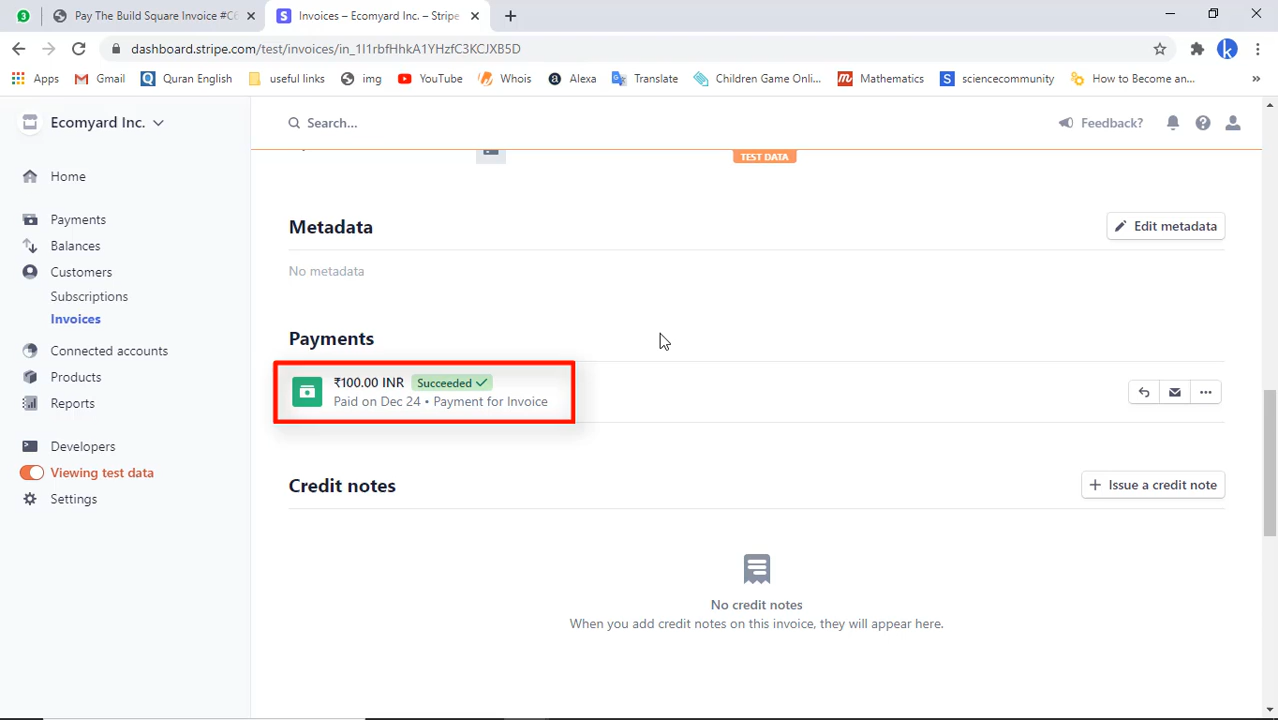 3
Pay The Build Square Invoice #C6
Invoices – Ecomyard Inc. – Stripe
dashboard.stripe.com/test/invoices/in_1I1rbfHhkA1YHzfC3KCJXB5D
k
Apps
Gmail
Quran English
useful links
img
YouTube
Whois
Alexa
Translate
Children Game Onli...
Mathematics
sciencecommunity
How to Become an...
»
Ecomyard Inc.
Search...
Feedback?
TEST DATA
Home
Payments
Balances
Customers
Subscriptions
Invoices
Connected accounts
Products
Reports
Developers
Viewing test data
Settings
Metadata
Edit metadata
No metadata
Payments
₹100.00 INR Succeeded ✓
Paid on Dec 24 • Payment for Invoice
Credit notes
+ Issue a credit note
No credit notes
When you add credit notes on this invoice, they will appear here.